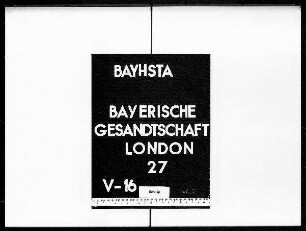 BAYHSTA
BAYERISCHE
GESANDTSCHAFT
LONDON
27
V-16